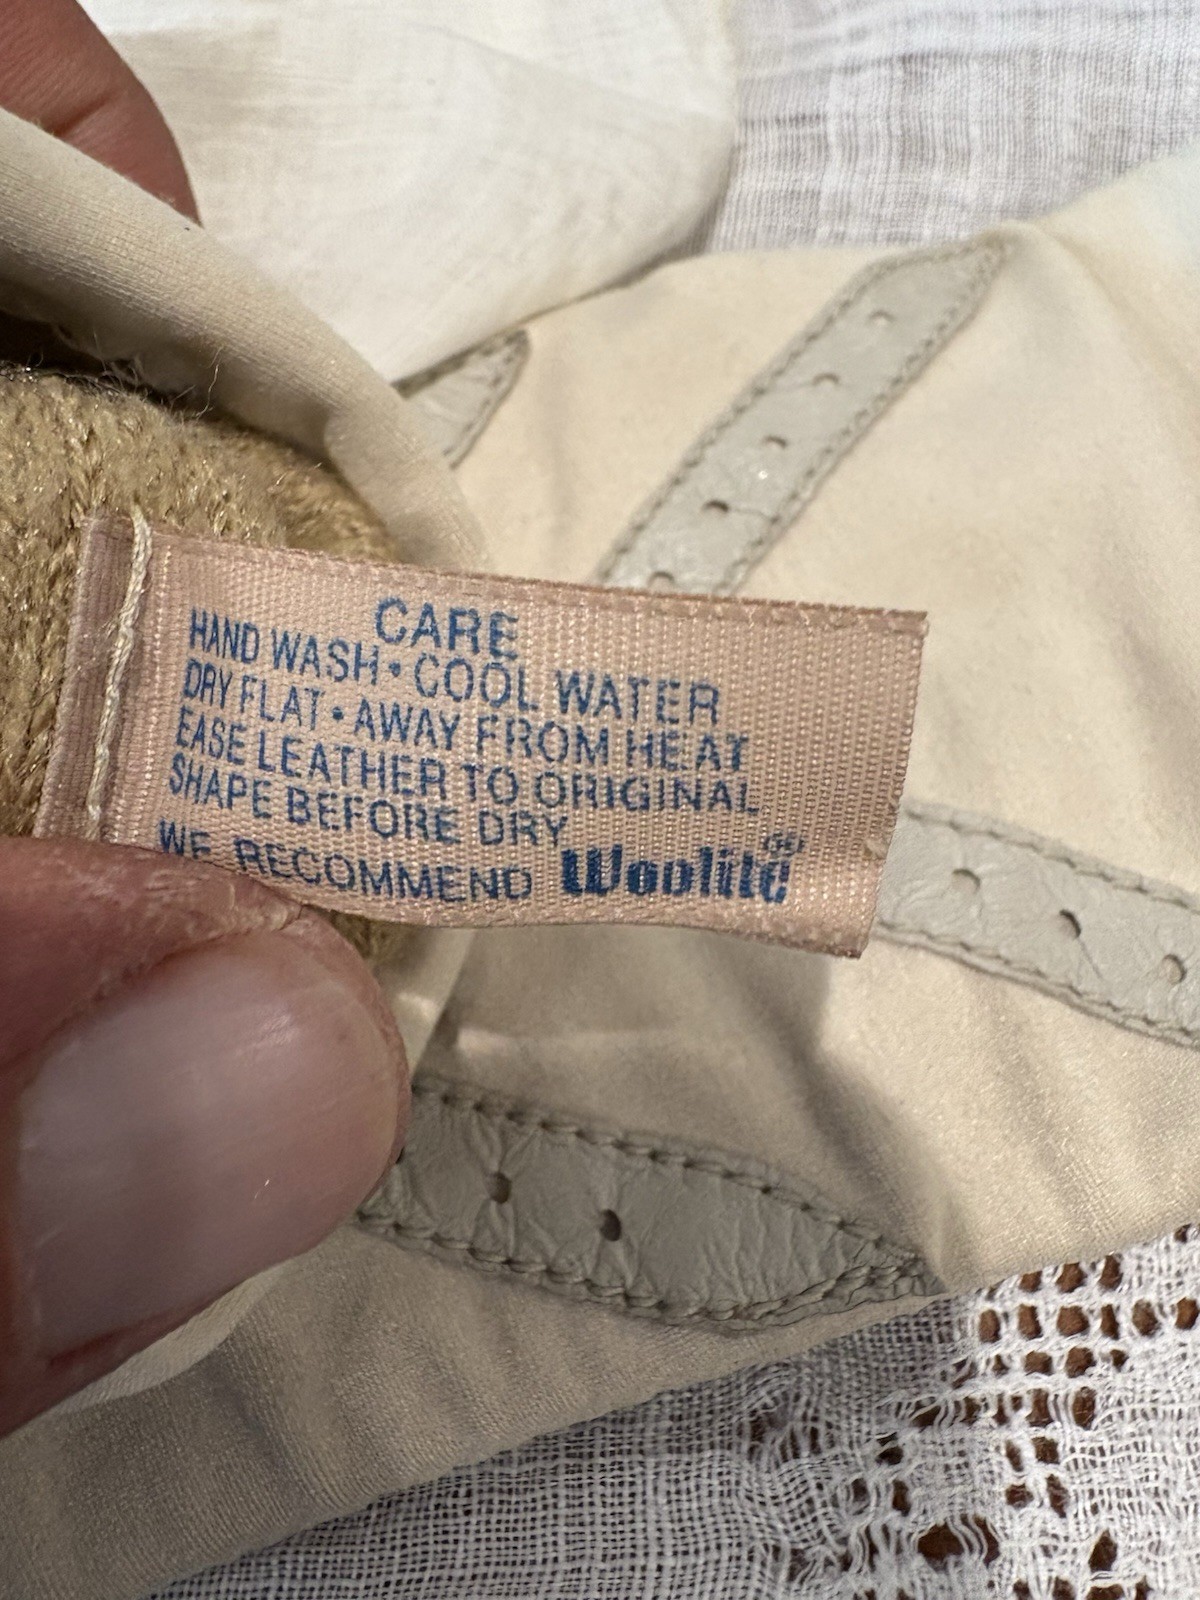 CARE
HAND WASH • COOL WATER
DRY FLAT • AWAY FROM HEAT
EASE LEATHER TO ORIGINAL
SHAPE BEFORE DRY
WE RECOMMEND Woolite®